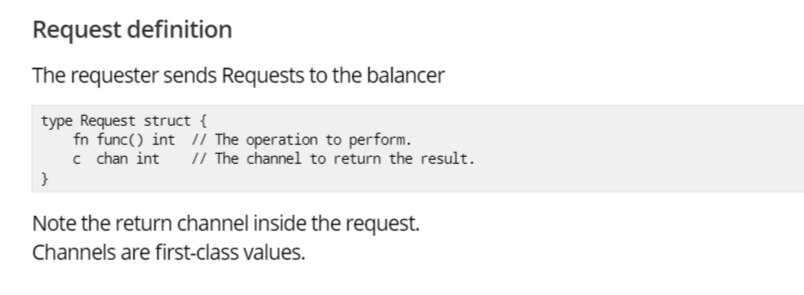 Request definition
The requester sends Requests to the balancer
type Request struct {
    fn func() int  // The operation to perform.
    c  chan int    // The channel to return the result.
}
Note the return channel inside the request.
Channels are first-class values.